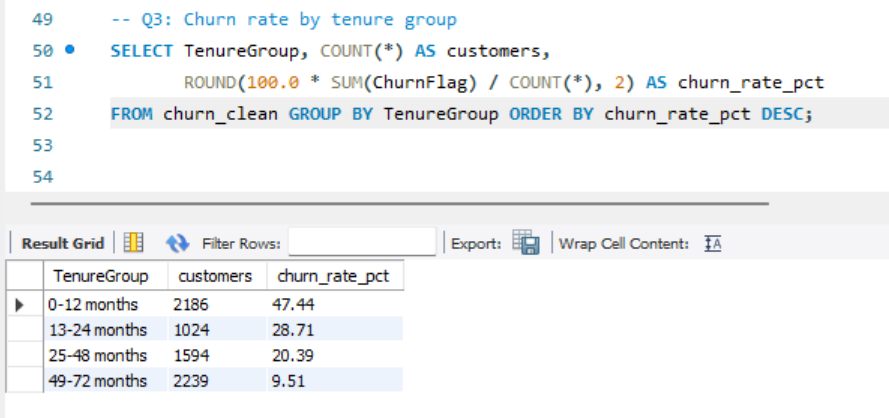 49 -- Q3: Churn rate by tenure group
50 SELECT TenureGroup, COUNT(*) AS customers,
51 ROUND(100.0 * SUM(ChurnFlag) / COUNT(*), 2) AS churn_rate_pct
52 FROM churn_clean GROUP BY TenureGroup ORDER BY churn_rate_pct DESC;
53
54
Result Grid Filter Rows: Export: Wrap Cell Content: IA
TenureGroup customers churn_rate_pct
0-12 months 2186 47.44
13-24 months 1024 28.71
25-48 months 1594 20.39
49-72 months 2239 9.51